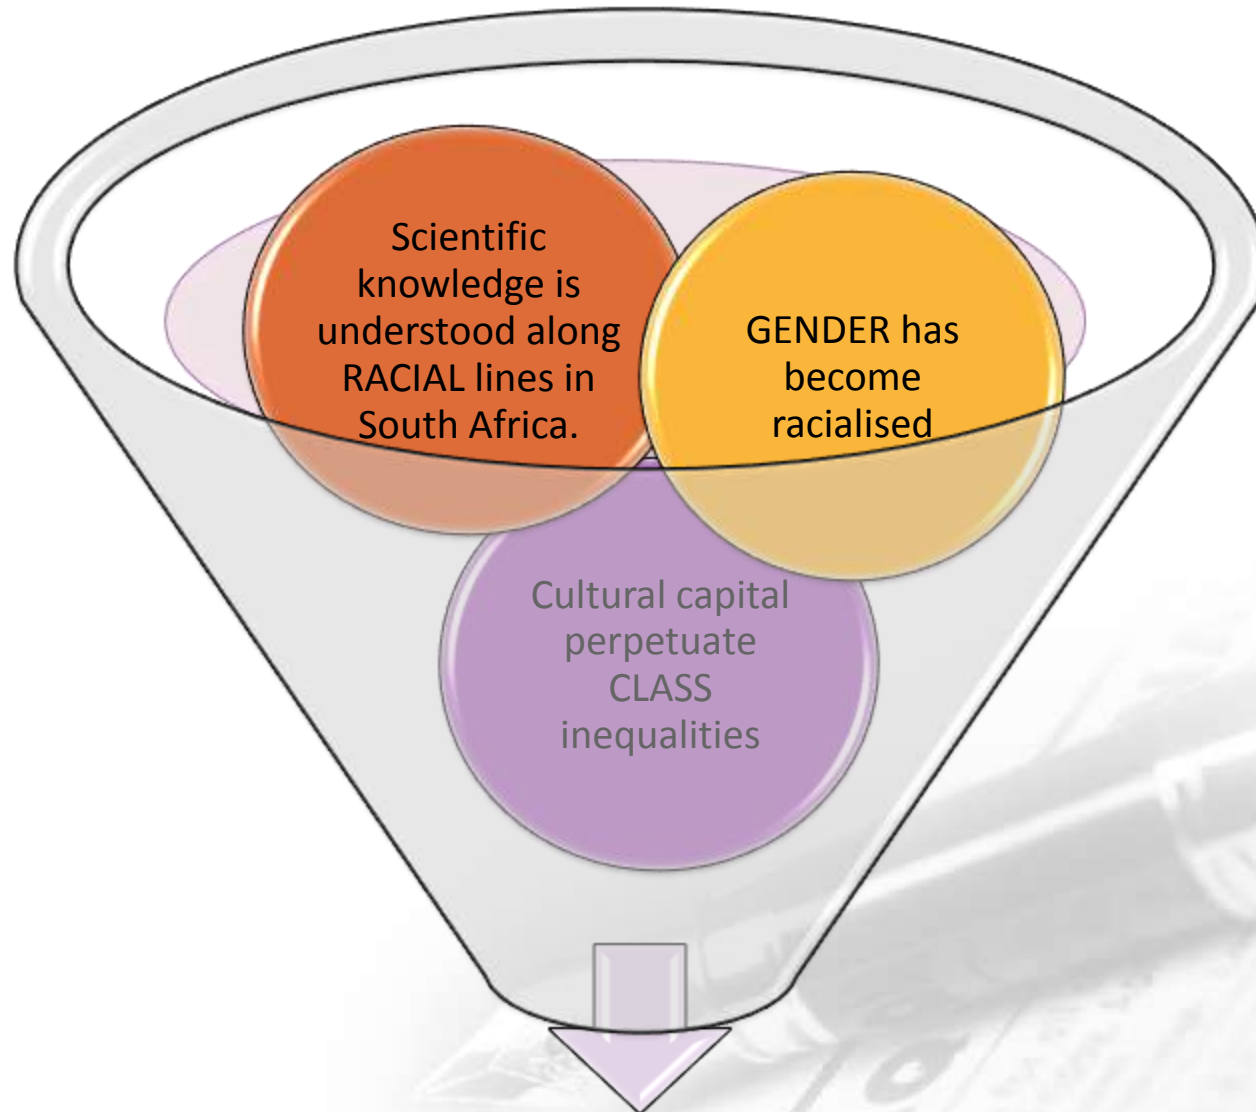 Scientific
knowledge is
understood along
RACIAL lines in
South Africa.
GENDER has
become
racialised
Cultural capital
perpetuate
CLASS
inequalities